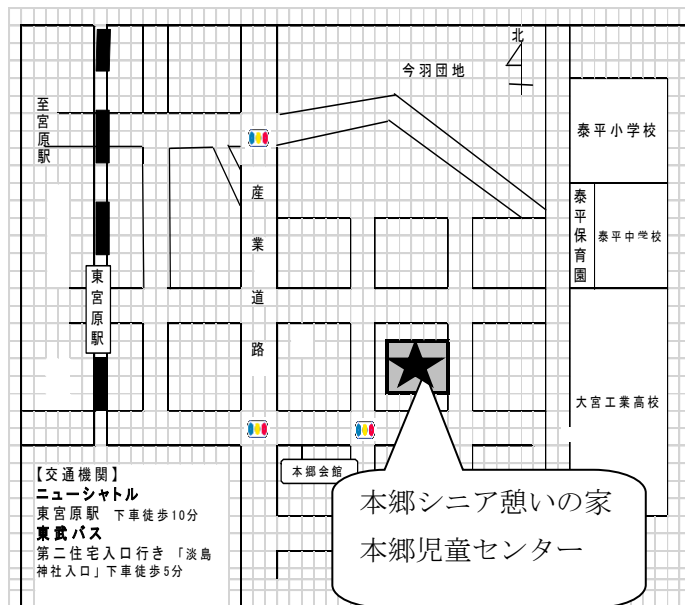 北
今羽団地
至宮原駅
泰平小学校
産業道路
泰平保育園
泰平中学校
東宮原駅
大宮工業高校
本郷会館
【交通機関】
ニューシャトル
東宮原駅 下車徒歩10分
東武バス
第二住宅入口行き 「淡島
神社入口」下車徒歩5分
本郷シニア憩いの家
本郷児童センター